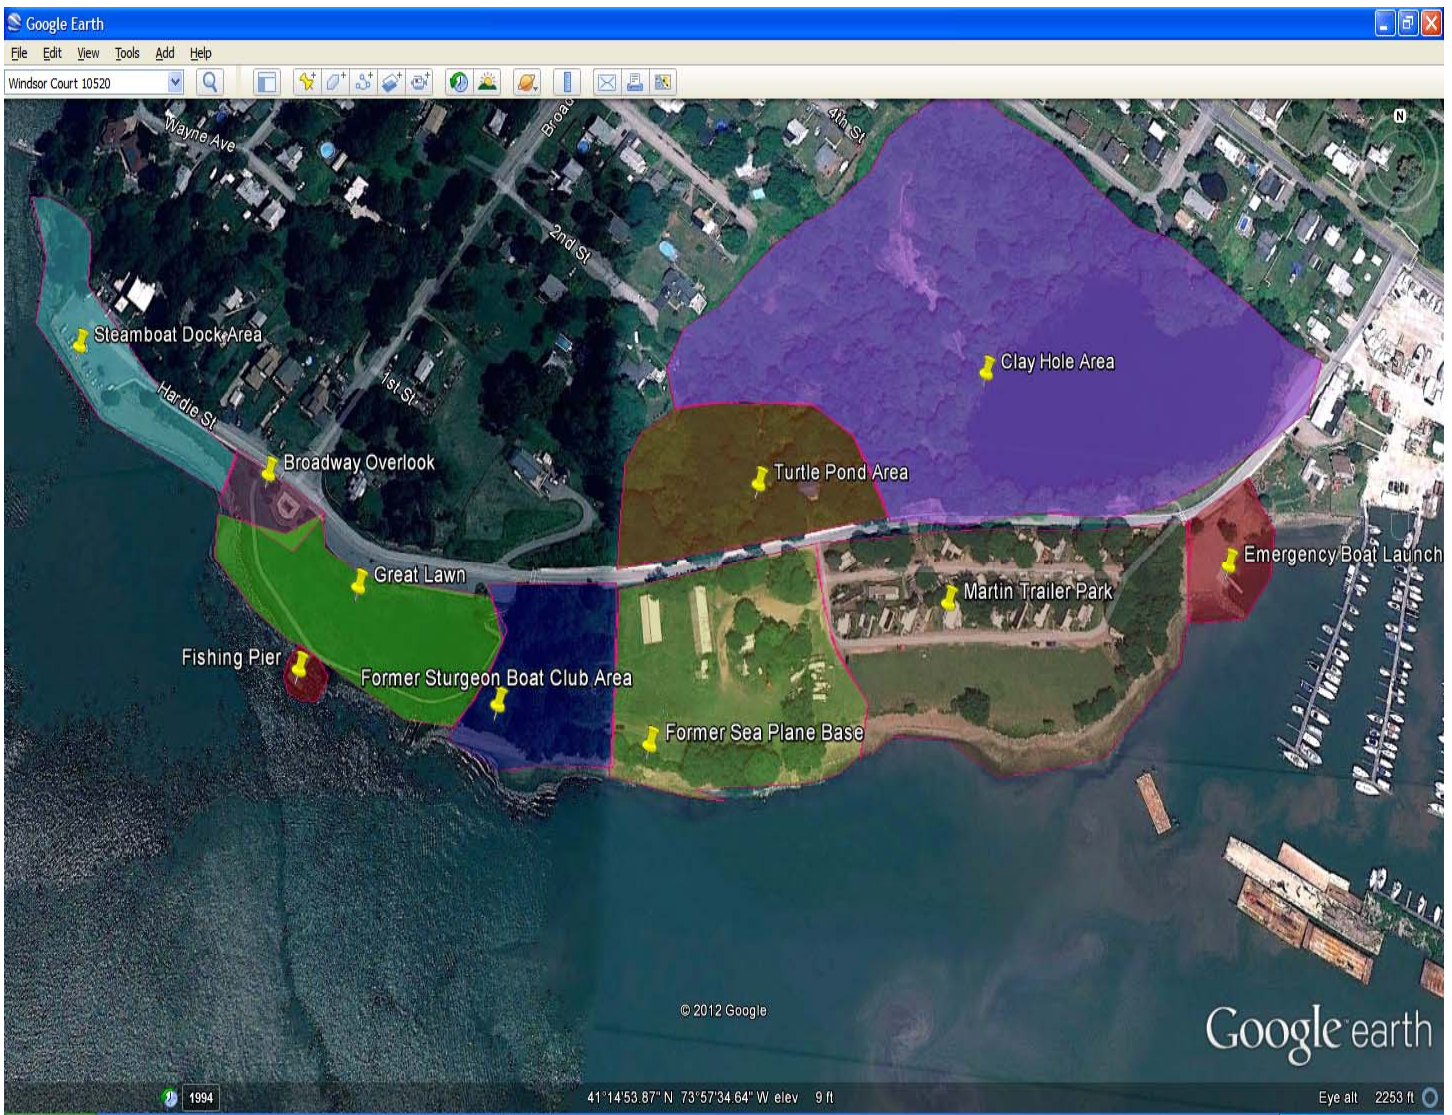 Google Earth
File Edit View Tools Add Help
Windsor Court 10520
N
Wayne Ave
Broad
4th St
2nd St
Steamboat Dock Area
Clay Hole Area
1st St
Hardie St
Broadway Overlook
Turtle Pond Area
Emergency Boat Launch
Great Lawn
Martin Trailer Park
Fishing Pier
Former Sturgeon Boat Club Area
Former Sea Plane Base
© 2012 Google
Google earth
1994
41°14'53.87" N 73°57'34.64" W elev 9 ft
Eye alt 2253 ft